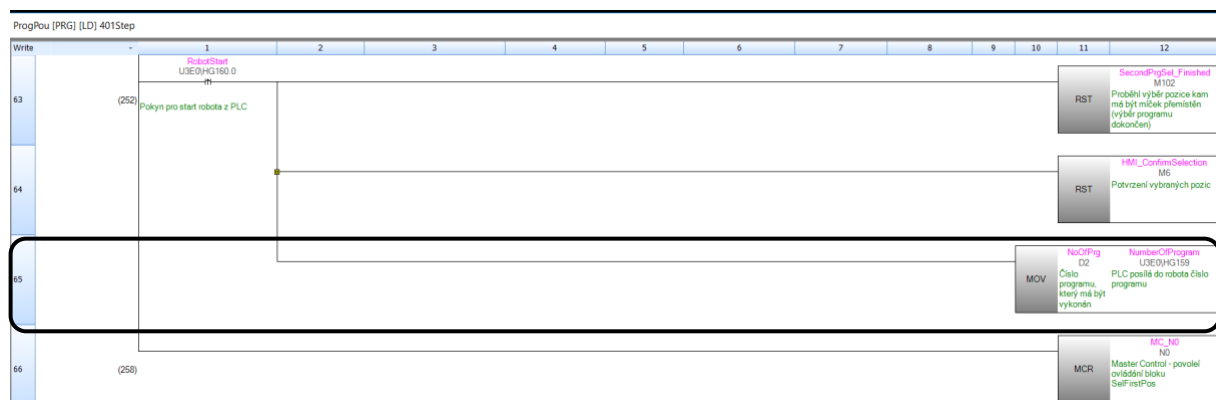 ProgPou [PRG] [LD] 401Step
Write 1 2 3 4 5 6 7 8 9 10 11 12
63 (252)
RobotStart
U3E0\HG160.0
Pokyn pro start robota z PLC
RST
SecondPrgSel_Finished
M102
Proběhl výběr pozice kam
má být míček přemístěn
(výběr programu
dokončen)
64
RST
HMI_ConfirmSelection
M6
Potvrzení vybraných pozic
65
MOV
NoOfPrg
D2
Číslo
programu,
který má být
vykonán
NumberOfProgram
U3E0\HG159
PLC posílá do robota číslo
programu
66 (258)
MCR
MC_N0
N0
Master Control - povolení
ovládání bloku
SelFirstPos